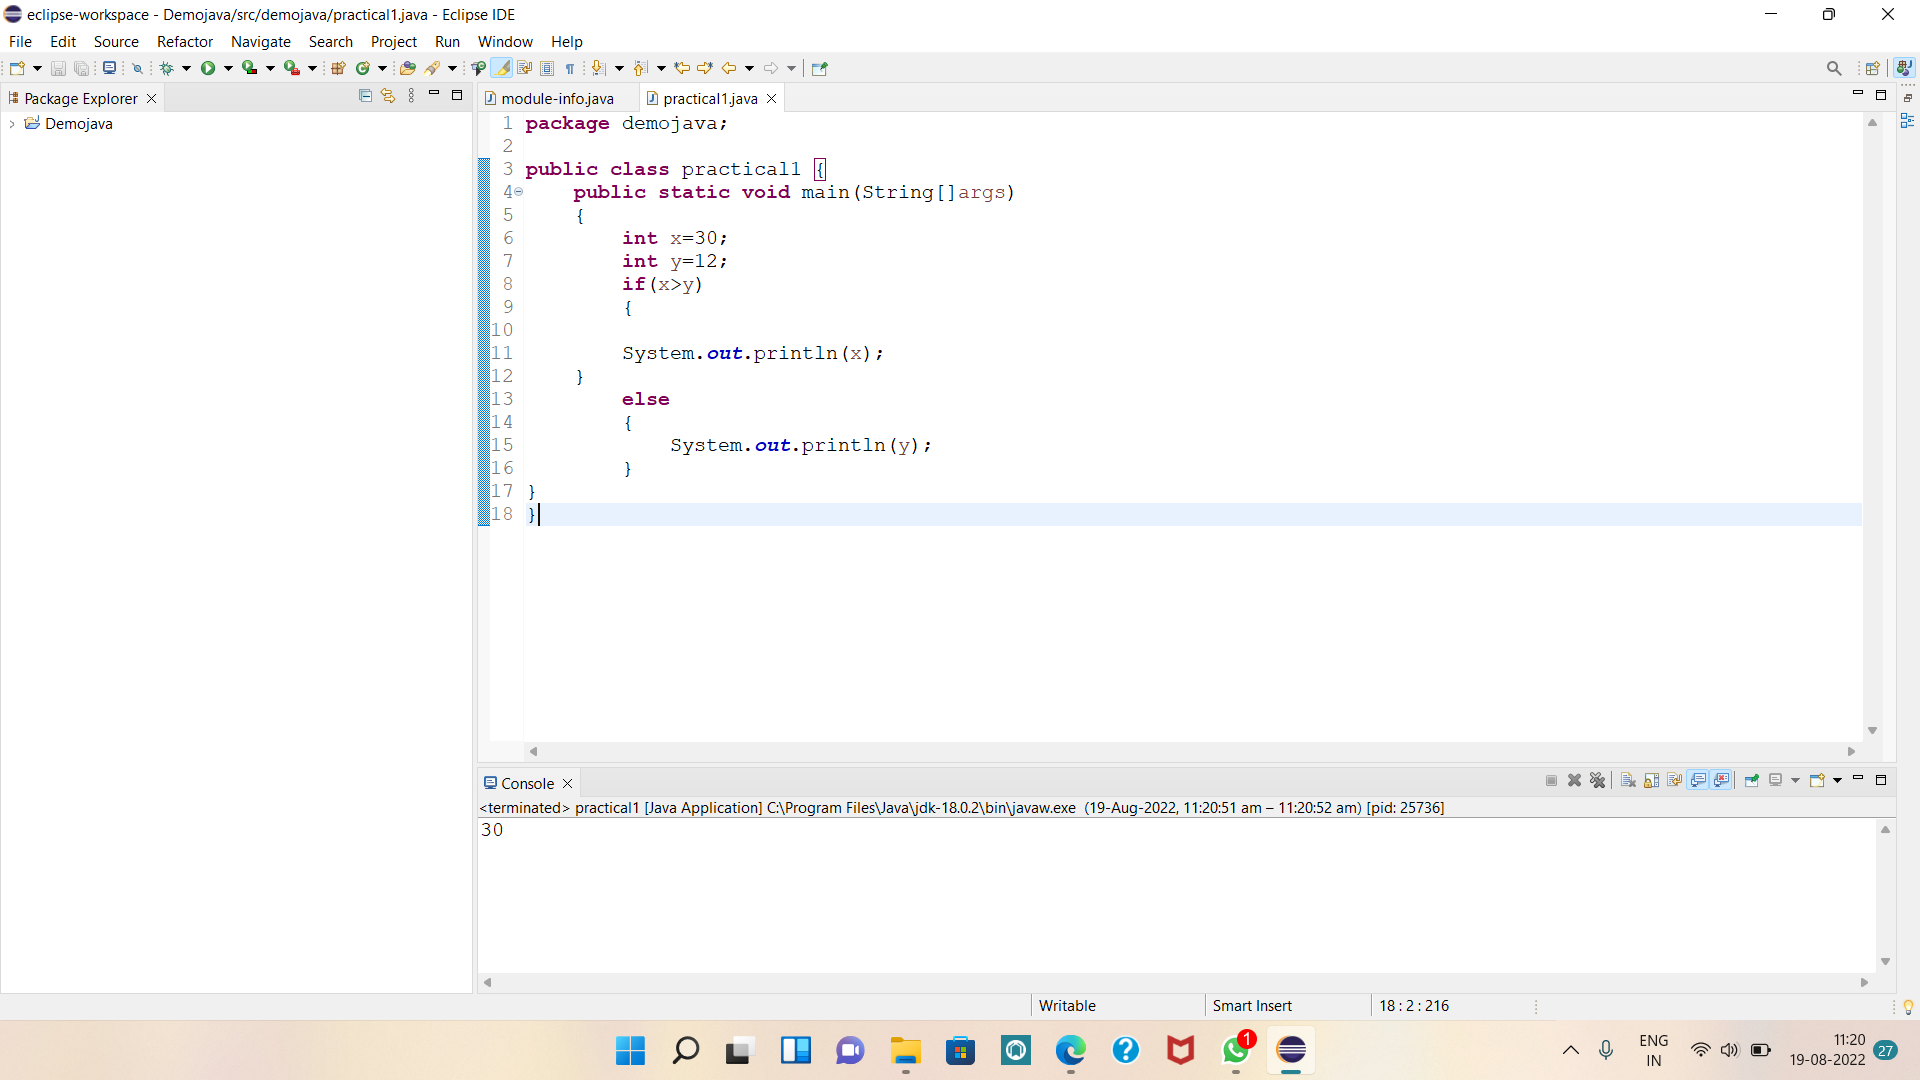 eclipse-workspace - Demojava/src/demojava/practical1.java - Eclipse IDE
File Edit Source Refactor Navigate Search Project Run Window Help
Package Explorer
module-info.java practical1.java
Demojava
1 package demojava;
2
3 public class practical1 {
4 public static void main(String[]args)
5 {
6 int x=30;
7 int y=12;
8 if(x>y)
9 {
10
11 System.out.println(x);
12 }
13 else
14 {
15 System.out.println(y);
16 }
17 }
18 }
Console
<terminated> practical1 [Java Application] C:\Program Files\Java\jdk-18.0.2\bin\javaw.exe (19-Aug-2022, 11:20:51 am – 11:20:52 am) [pid: 25736]
30
Writable Smart Insert 18 : 2 : 216
1
ENG
IN
11:20
19-08-2022
27